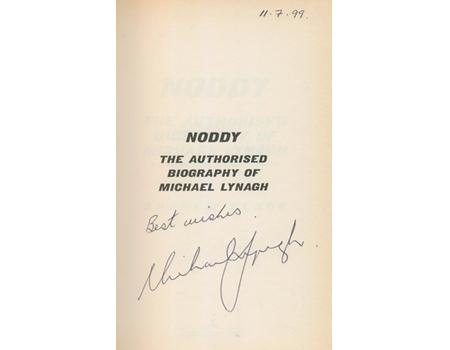 11.7.99.
NODDY
THE AUTHORISED
BIOGRAPHY OF
MICHAEL LYNAGH
Best wishes.
Michael Lynagh.